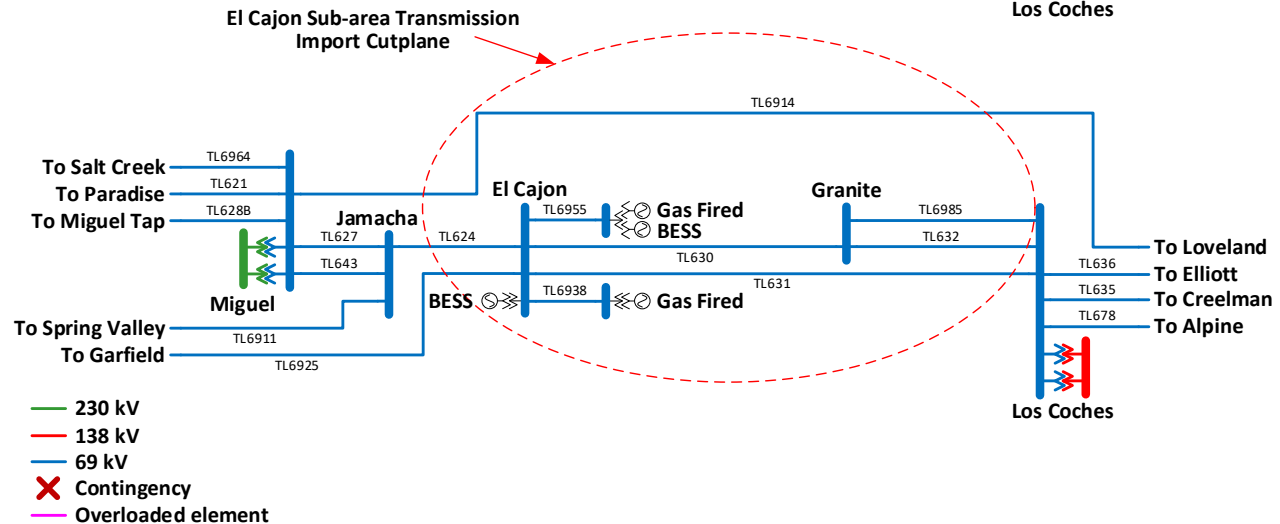 El Cajon Sub-area Transmission
Import Cutplane
Los Coches
TL6914
To Salt Creek
TL6964
To Paradise
TL621
To Miguel Tap
TL628B
Jamacha
El Cajon
Granite
TL6955
Gas Fired
BESS
TL6985
TL627
TL624
TL632
TL630
To Loveland
TL643
TL631
TL636
To Elliott
Miguel
BESS
TL6938
Gas Fired
TL635
To Creelman
To Spring Valley
TL6911
TL678
To Alpine
To Garfield
TL6925
Los Coches
230 kV
138 kV
69 kV
Contingency
Overloaded element